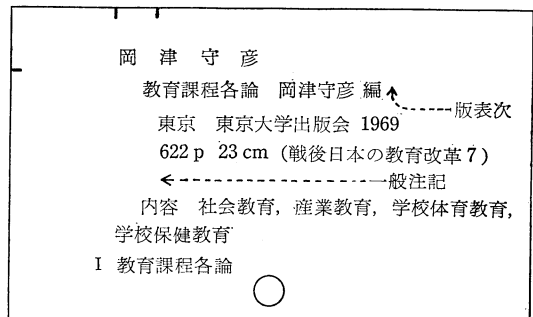 岡津守彦
教育課程各論 岡津守彦 編
版表次
東京 東京大学出版会 1969
622 p 23 cm (戦後日本の教育改革 7)
一般注記
内容 社会教育, 産業教育, 学校体育教育,
学校保健教育
I 教育課程各論